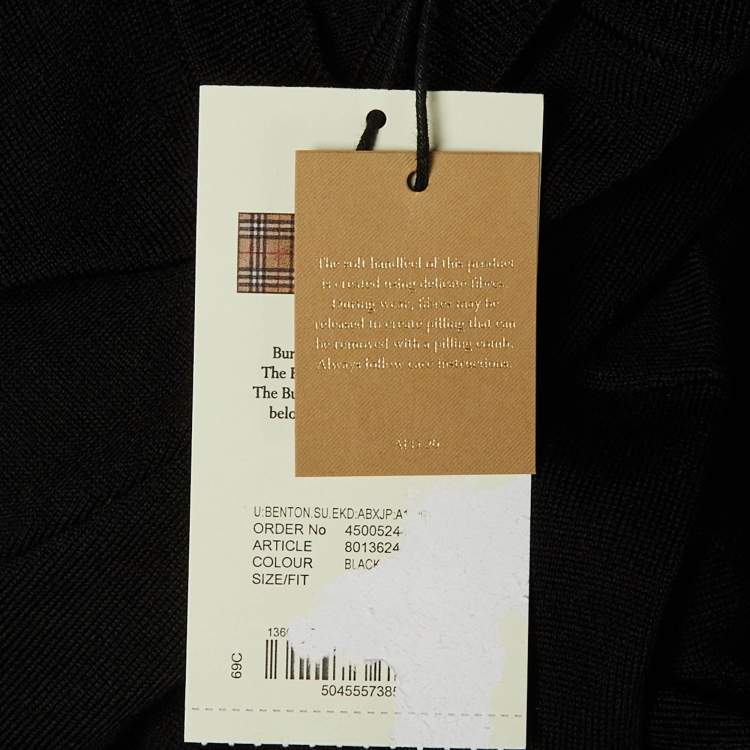 The soft handfeel of this product
is created using delicate fibres.
During wear, fibres may be
released to create pilling that can
be removed with a pilling comb.
Always follow care instructions.
Bur
The
The Bu
belo
U:BENTON.SU.EKD:ABXJP:A1
ORDER No 4500524
ARTICLE 8013624
COLOUR BLACK
SIZE/FIT
136
69C
504555738